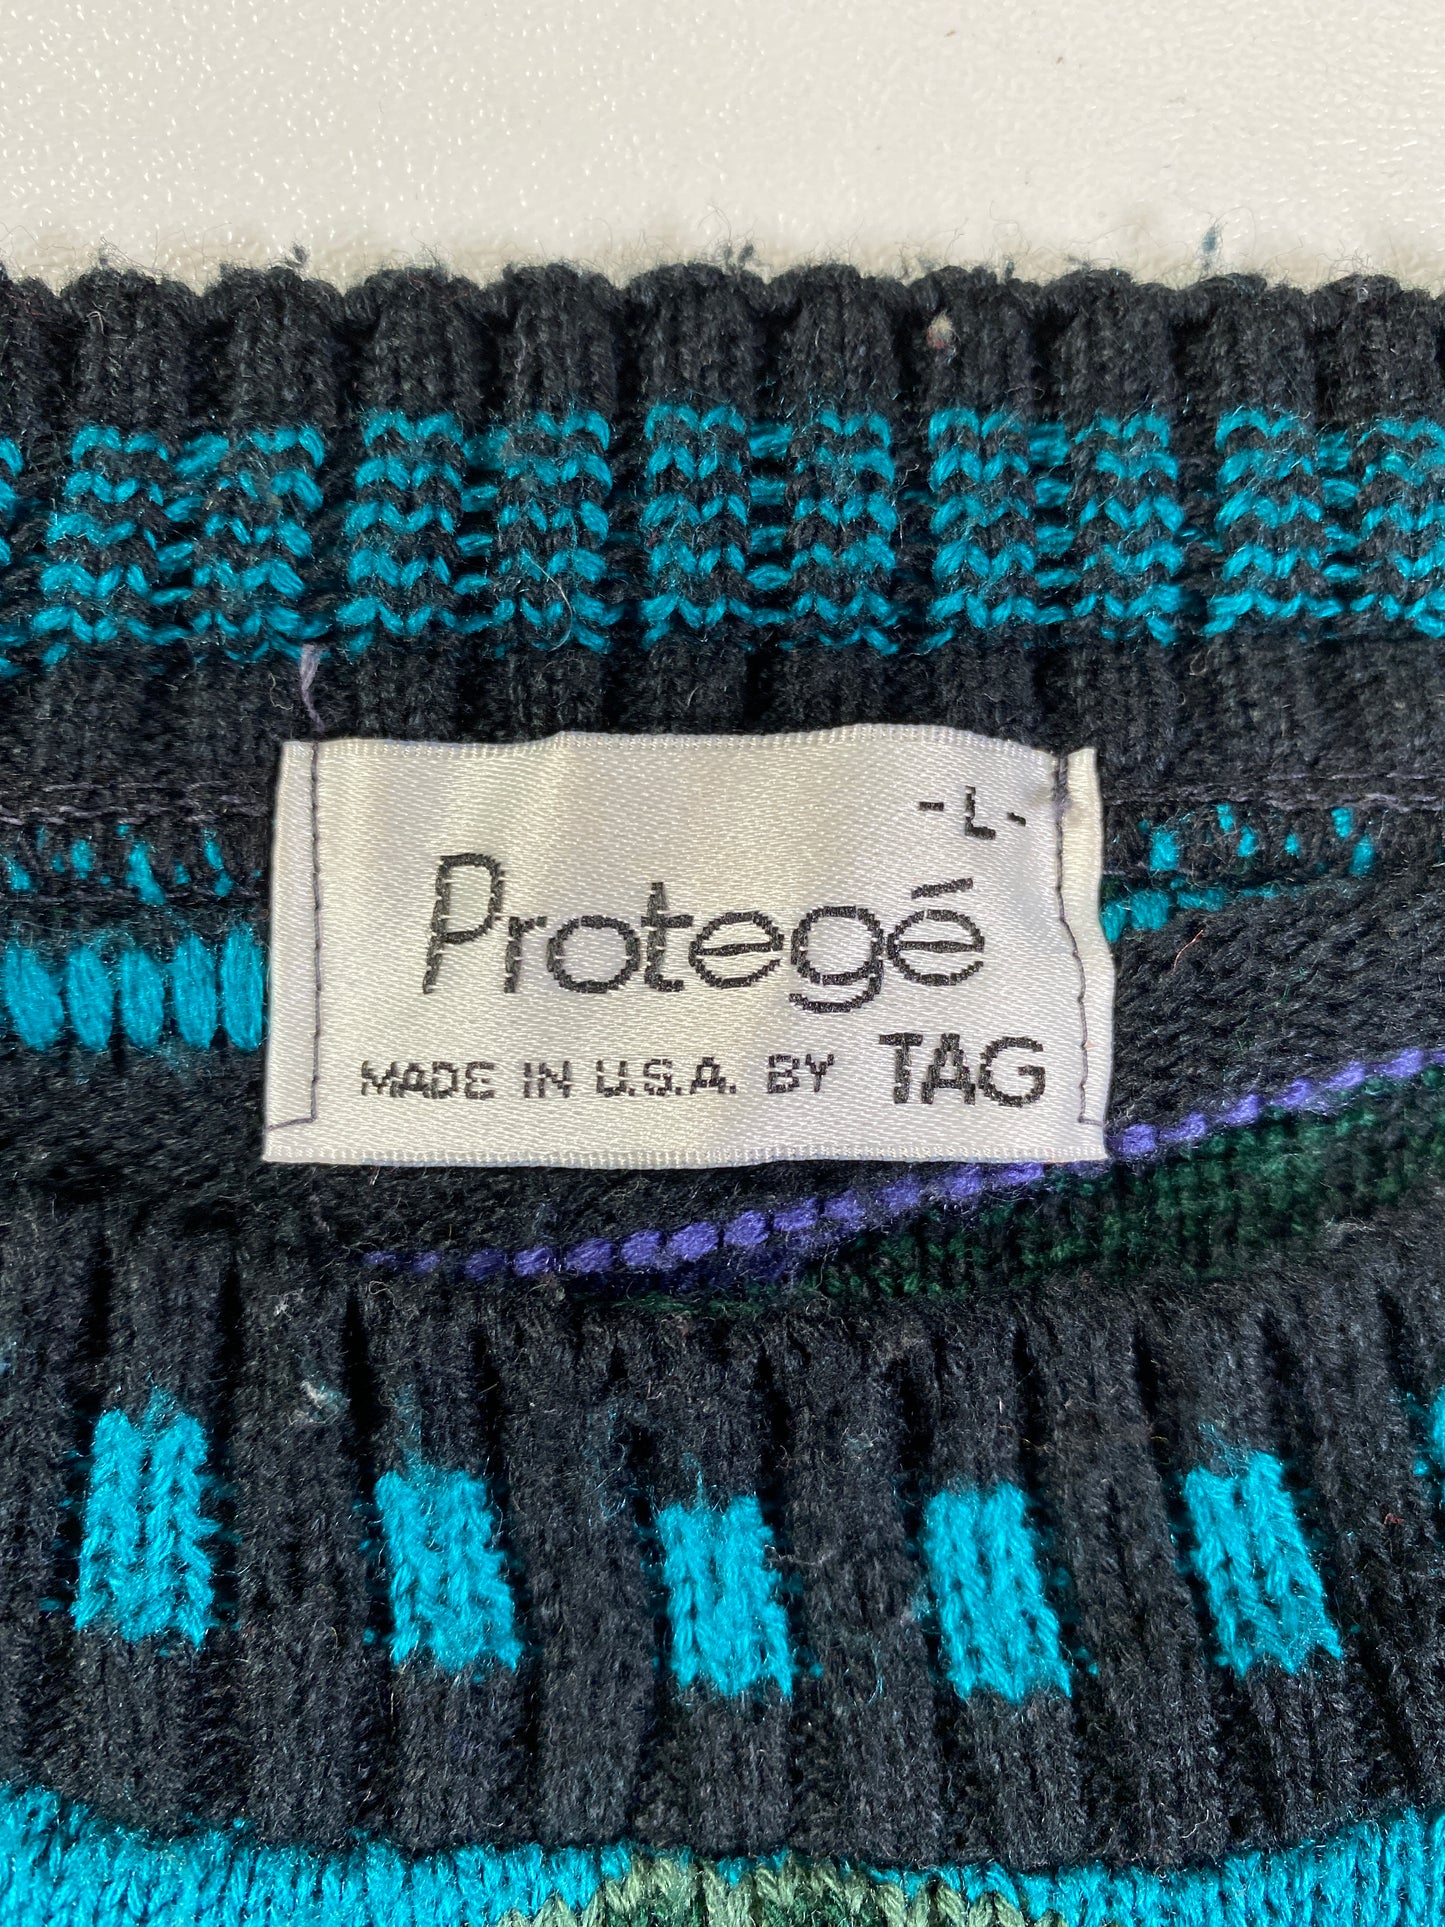 -L-
Protegé
MADE IN U.S.A. BY TAG